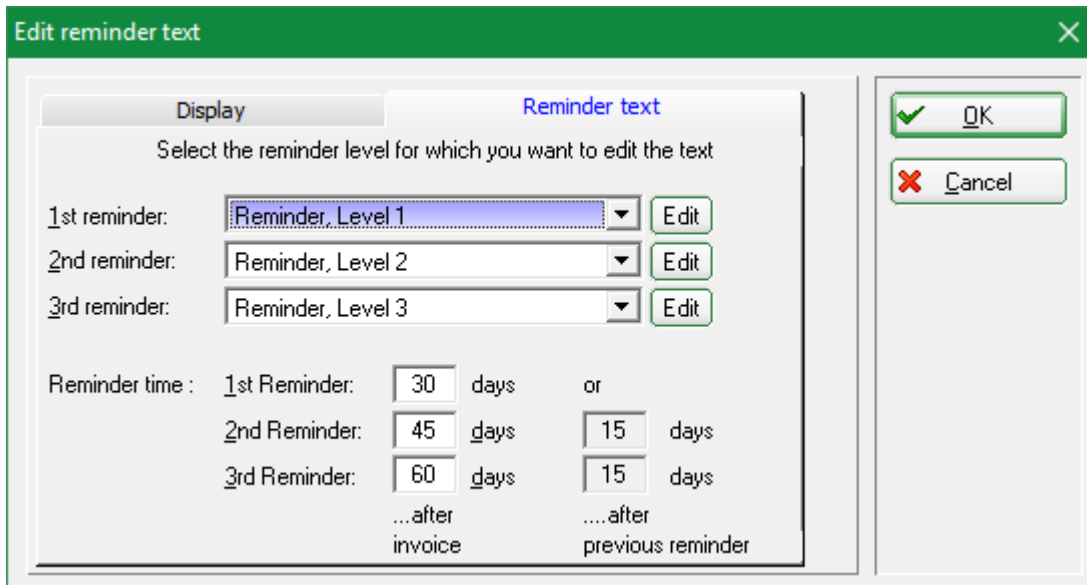 Edit reminder text
Display Reminder text
Select the reminder level for which you want to edit the text
1st reminder: Reminder, Level 1 Edit
2nd reminder: Reminder, Level 2 Edit
3rd reminder: Reminder, Level 3 Edit
Reminder time : 1st Reminder: 30 days or
2nd Reminder: 45 days 15 days
3rd Reminder: 60 days 15 days
...after ....after
invoice previous reminder
OK
Cancel